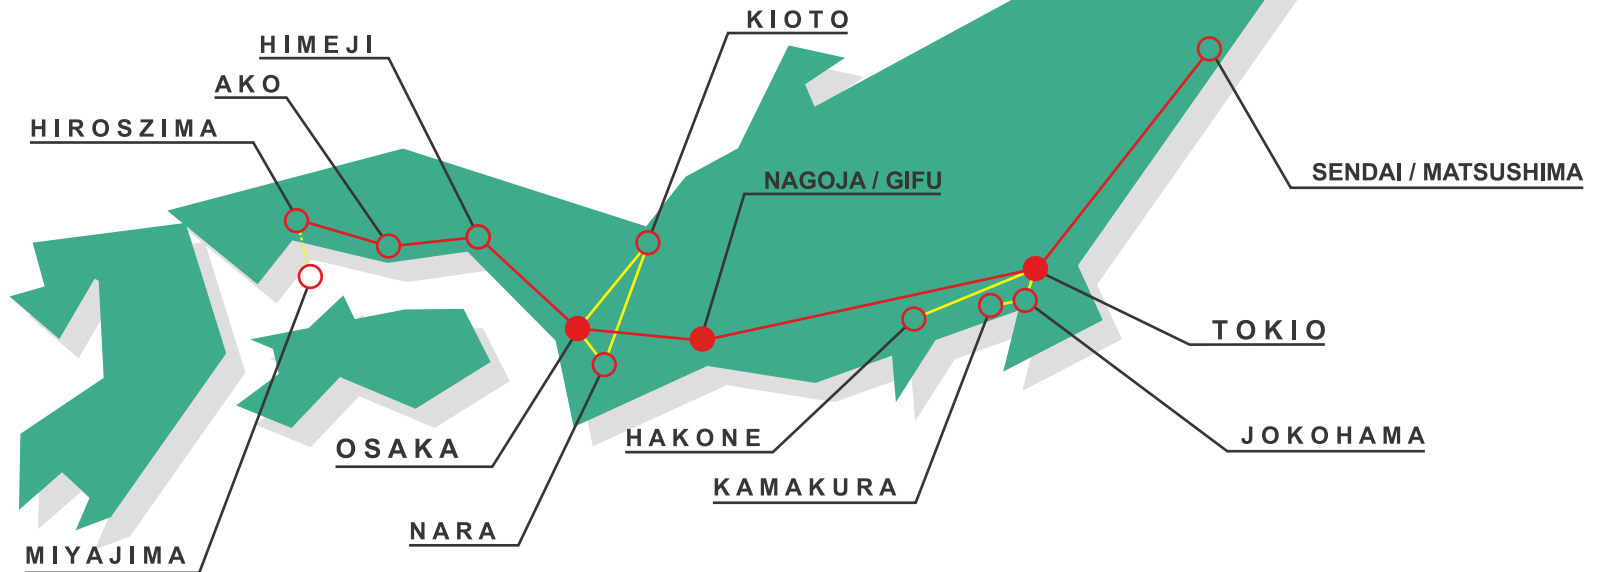 KIOTO
HIMEJI
AKO
HIROSZIMA
SENDAI / MATSUSHIMA
NAGOJA / GIFU
TOKIO
JOKOHAMA
HAKONE
OSAKA
KAMAKURA
NARA
MIYAJIMA